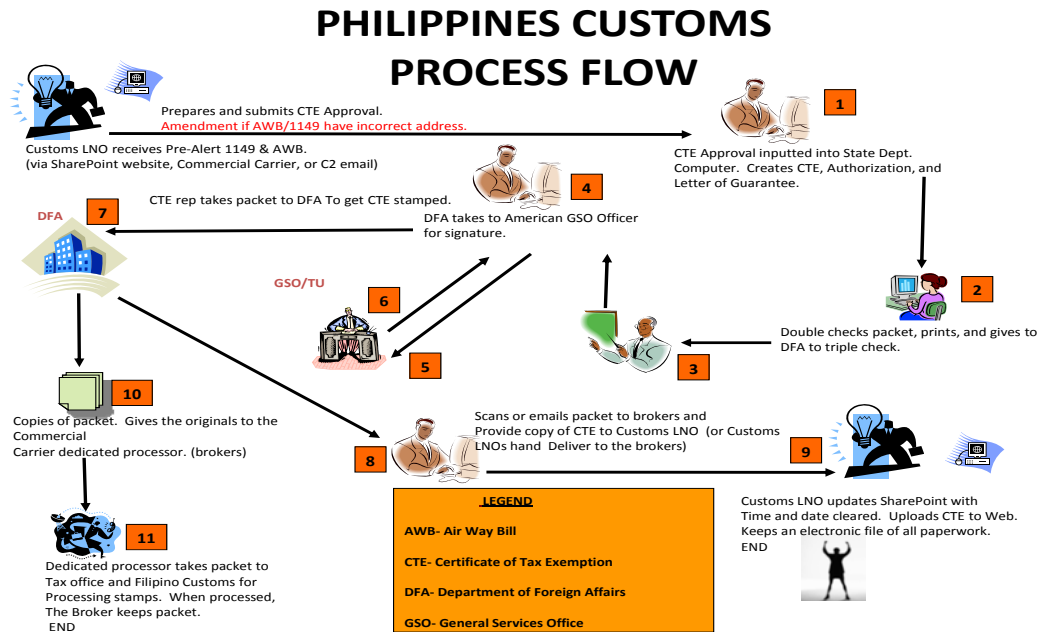 PHILIPPINES CUSTOMS
PROCESS FLOW
Prepares and submits CTE Approval.
Amendment if AWB/1149 have incorrect address.
Customs LNO receives Pre-Alert 1149 & AWB.
(via SharePoint website, Commercial Carrier, or C2 email)
1
CTE Approval inputted into State Dept.
Computer.  Creates CTE, Authorization, and
Letter of Guarantee.
2
Double checks packet, prints, and gives to
DFA to triple check.
3
4
DFA takes to American GSO Officer
for signature.
GSO/TU
5
6
CTE rep takes packet to DFA To get CTE stamped.
DFA
7
8
Scans or emails packet to brokers and
Provide copy of CTE to Customs LNO  (or Customs
LNOs hand  Deliver to the brokers)
9
Customs LNO updates SharePoint with
Time and date cleared.  Uploads CTE to Web.
Keeps an electronic file of all paperwork.
END
10
Copies of packet.  Gives the originals to the
Commercial
Carrier dedicated processor. (brokers)
11
Dedicated processor takes packet to
Tax office and Filipino Customs for
Processing stamps.  When processed,
The Broker keeps packet.
END
LEGEND
AWB- Air Way Bill
CTE- Certificate of Tax Exemption
DFA- Department of Foreign Affairs
GSO- General Services Office